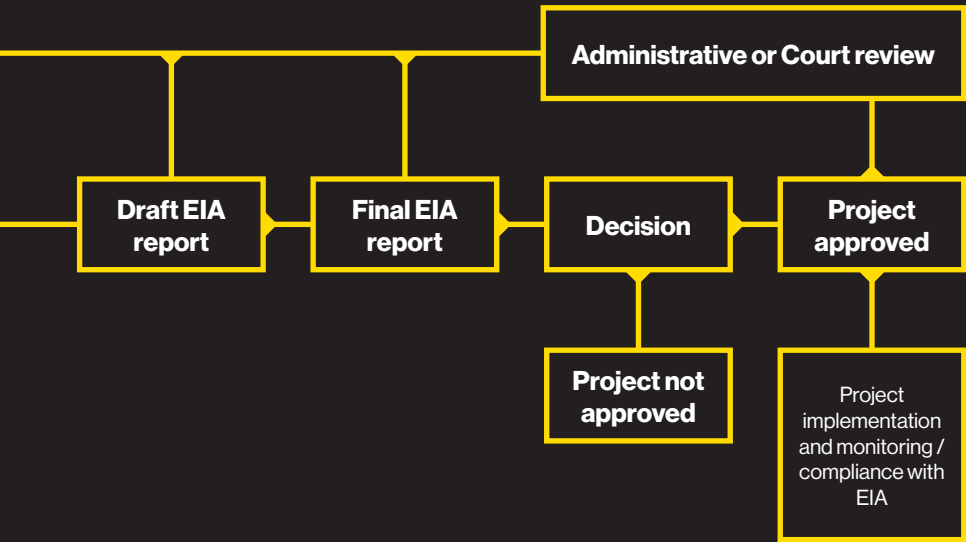 Administrative or Court review
Draft EIA
report
Final EIA
report
Decision
Project
approved
Project not
approved
Project
implementation
and monitoring /
compliance with
EIA